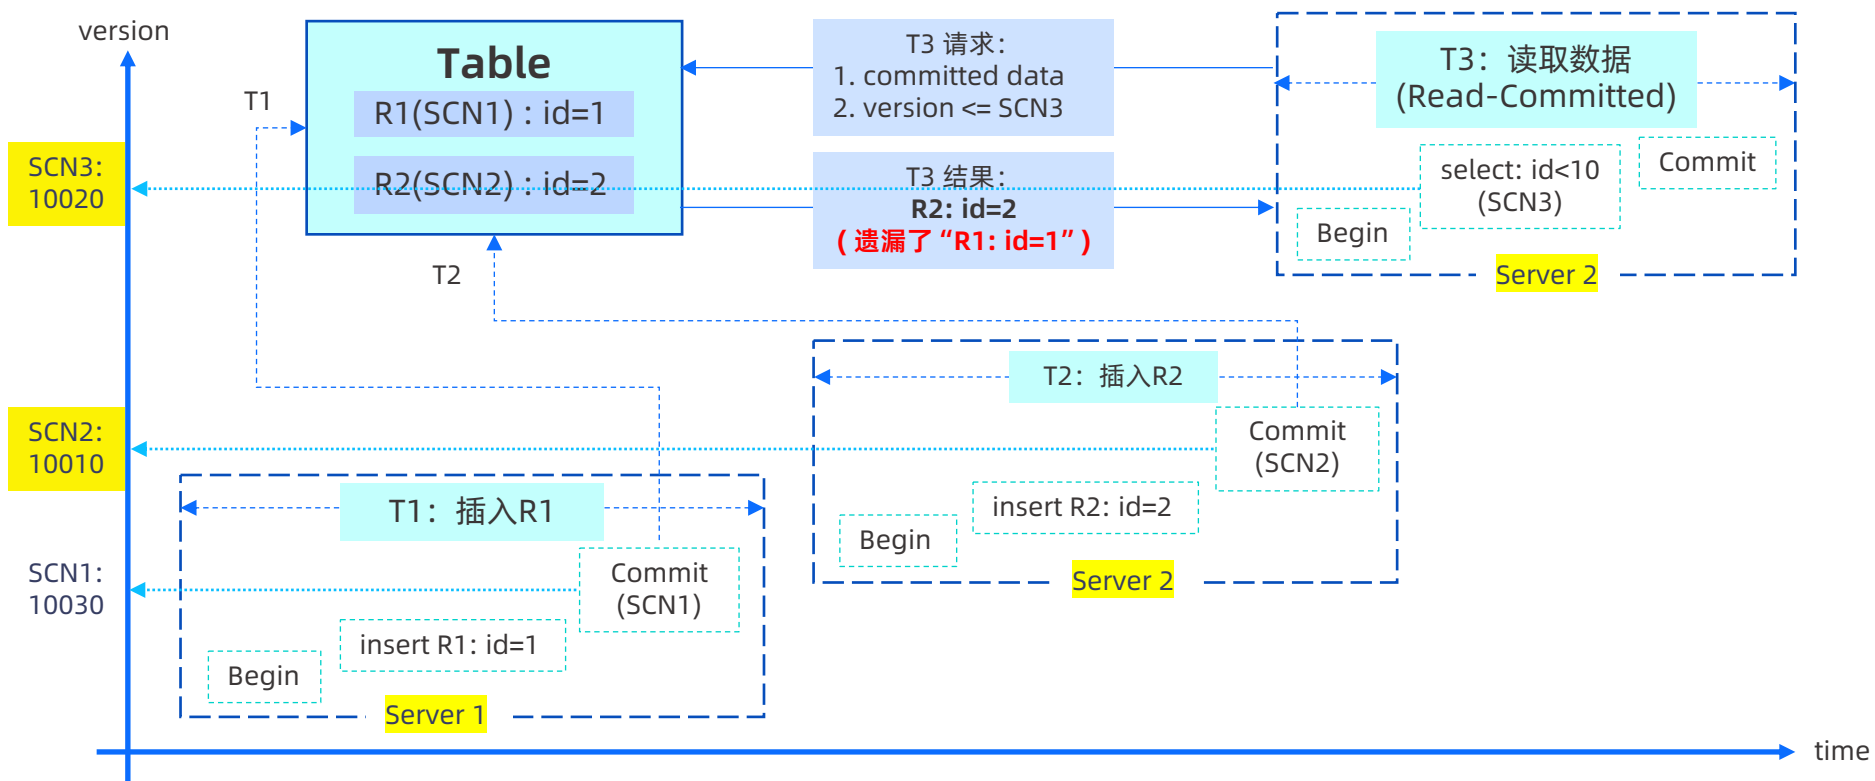 version
Table
R1(SCN1) : id=1
R2(SCN2) : id=2
T1
T2
T3 请求：
1. committed data
2. version <= SCN3
T3 结果：
R2: id=2
( 遗漏了 “R1: id=1” )
T3：读取数据
(Read-Committed)
select: id<10
(SCN3)
Commit
Begin
Server 2
SCN3:
10020
T2：插入R2
Commit
(SCN2)
insert R2: id=2
Begin
Server 2
SCN2:
10010
T1：插入R1
Commit
(SCN1)
insert R1: id=1
Begin
Server 1
SCN1:
10030
time